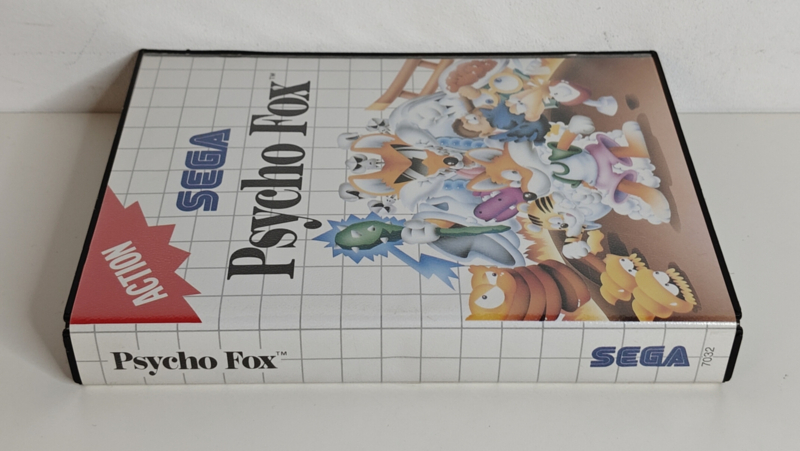 SEGA
Psycho Fox™
ACTION
Psycho Fox™
SEGA
7032